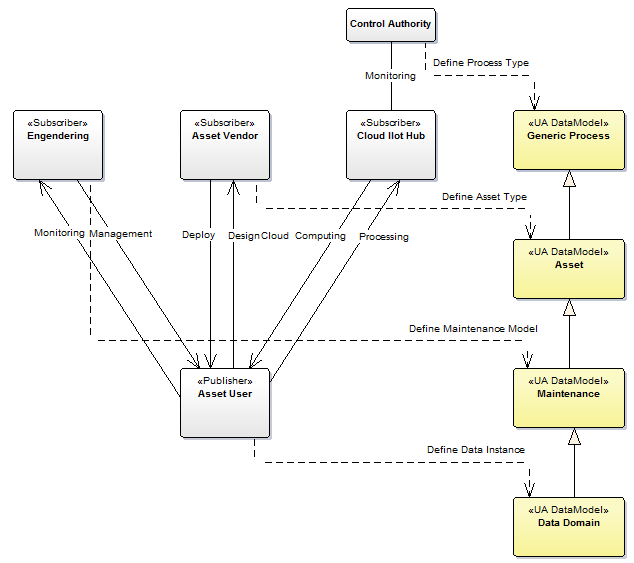 Control Authority
Define Process Type
Monitoring
«Subscriber»
Engendering
«Subscriber»
Asset Vendor
«Subscriber»
Cloud IIot Hub
«UA DataModel»
Generic Process
Define Asset Type
Monitoring Management
Deploy
Design
Cloud Computing
Processing
«UA DataModel»
Asset
Define Maintenance Model
«Publisher»
Asset User
«UA DataModel»
Maintenance
Define Data Instance
«UA DataModel»
Data Domain